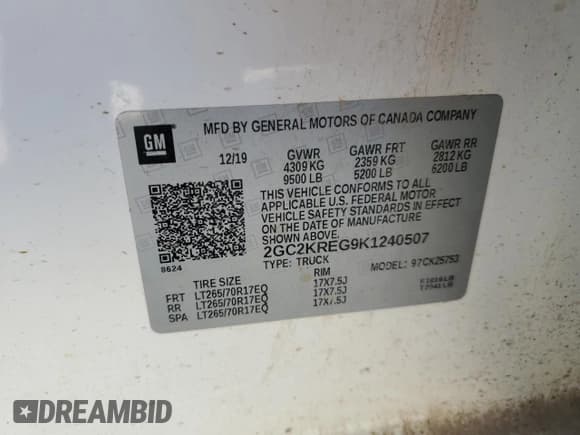 GM
MFD BY GENERAL MOTORS OF CANADA COMPANY
12/19 GVWR GAWR FRT GAWR RR
4309 KG 2359 KG 2812 KG
9500 LB 5200 LB 6200 LB
THIS VEHICLE CONFORMS TO ALL
APPLICABLE U.S. FEDERAL MOTOR
VEHICLE SAFETY STANDARDS IN EFFECT
ON THE DATE OF MANUFACTURE
2GC2KREG9K1240507
8624
TYPE: TRUCK MODEL: 97CK25753
TIRE SIZE RIM
FRT LT265/70R17EQ 17X7.5J
RR LT265/70R17EQ 17X7.5J
SPA LT265/70R17EQ 17X7.5J
DREAMBID